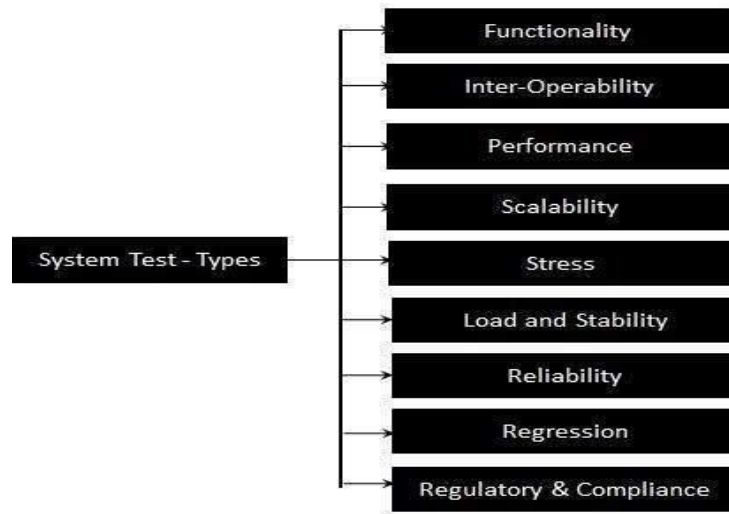 Functionality
Inter-Operability
Performance
Scalability
System Test - Types
Stress
Load and Stability
Reliability
Regression
Regulatory & Compliance